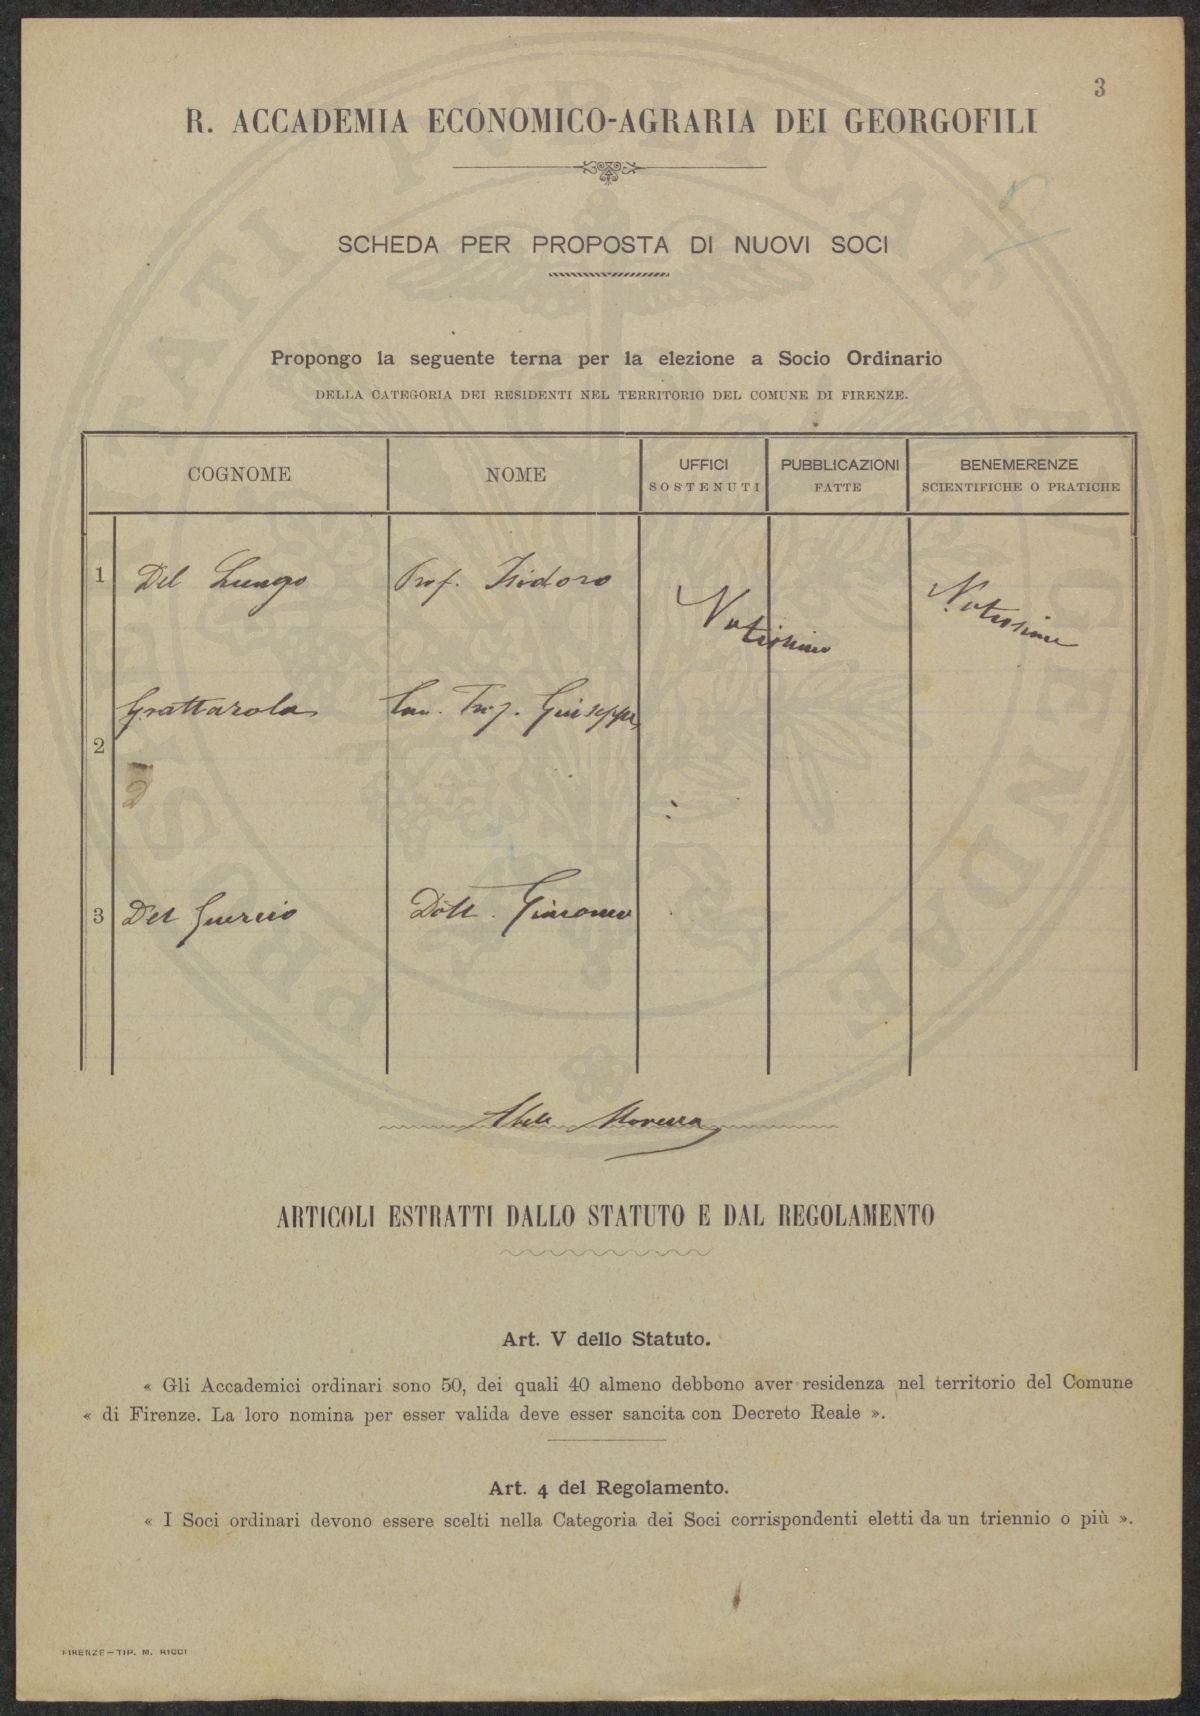 3
R. ACCADEMIA ECONOMICO-AGRARIA DEI GEORGOFILI
SCHEDA PER PROPOSTA DI NUOVI SOCI
Propongo la seguente terna per la elezione a Socio Ordinario
DELLA CATEGORIA DEI RESIDENTI NEL TERRITORIO DEL COMUNE DI FIRENZE.
COGNOME NOME UFFICI SOSTENUTI PUBBLICAZIONI FATTE BENEMERENZE SCIENTIFICHE O PRATICHE
1 Del Lungo Prof. Isidoro Notissimo Notissime
2 Grattarola Cav. Prof. Giuseppe
D
3 Del Guercio Dott. Giacomo
Abele Morena
ARTICOLI ESTRATTI DALLO STATUTO E DAL REGOLAMENTO
Art. V dello Statuto.
« Gli Accademici ordinari sono 50, dei quali 40 almeno debbono aver residenza nel territorio del Comune
« di Firenze. La loro nomina per esser valida deve esser sancita con Decreto Reale ».
Art. 4 del Regolamento.
« I Soci ordinari devono essere scelti nella Categoria dei Soci corrispondenti eletti da un triennio o più ».
FIRENZE—TIP. M. RICCI
PROSPERITATI PUBLICAE AUGENDAE